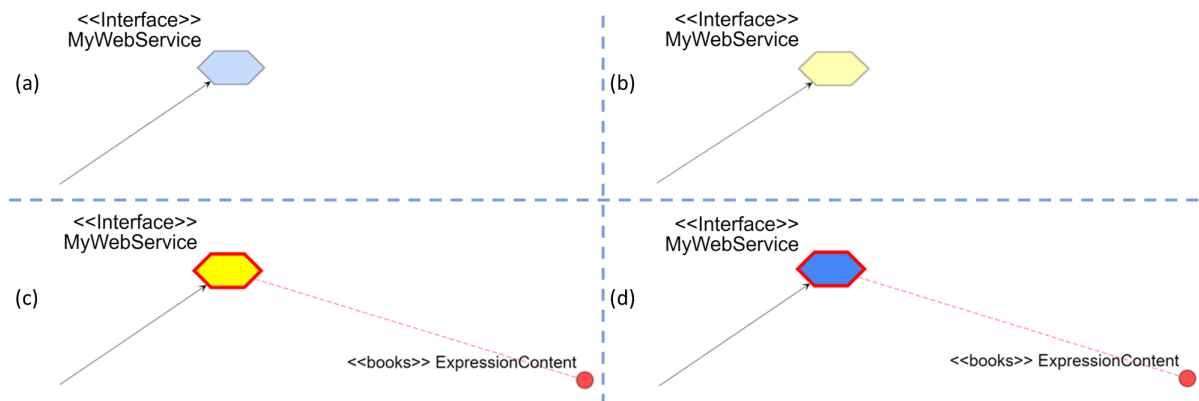 <<Interface>>
MyWebService
(a)
<<Interface>>
MyWebService
(b)
<<Interface>>
MyWebService
(c)
<<books>> ExpressionContent
<<Interface>>
MyWebService
(d)
<<books>> ExpressionContent